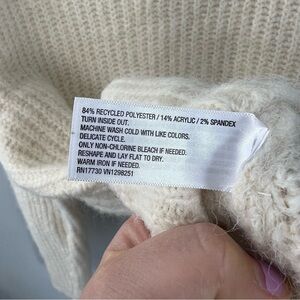 84% RECYCLED POLYESTER / 14% ACRYLIC / 2% SPANDEX
TURN INSIDE OUT.
MACHINE WASH COLD WITH LIKE COLORS.
DELICATE CYCLE.
ONLY NON-CHLORINE BLEACH IF NEEDED.
RESHAPE AND LAY FLAT TO DRY.
WARM IRON IF NEEDED.
RN17730 VN1298251